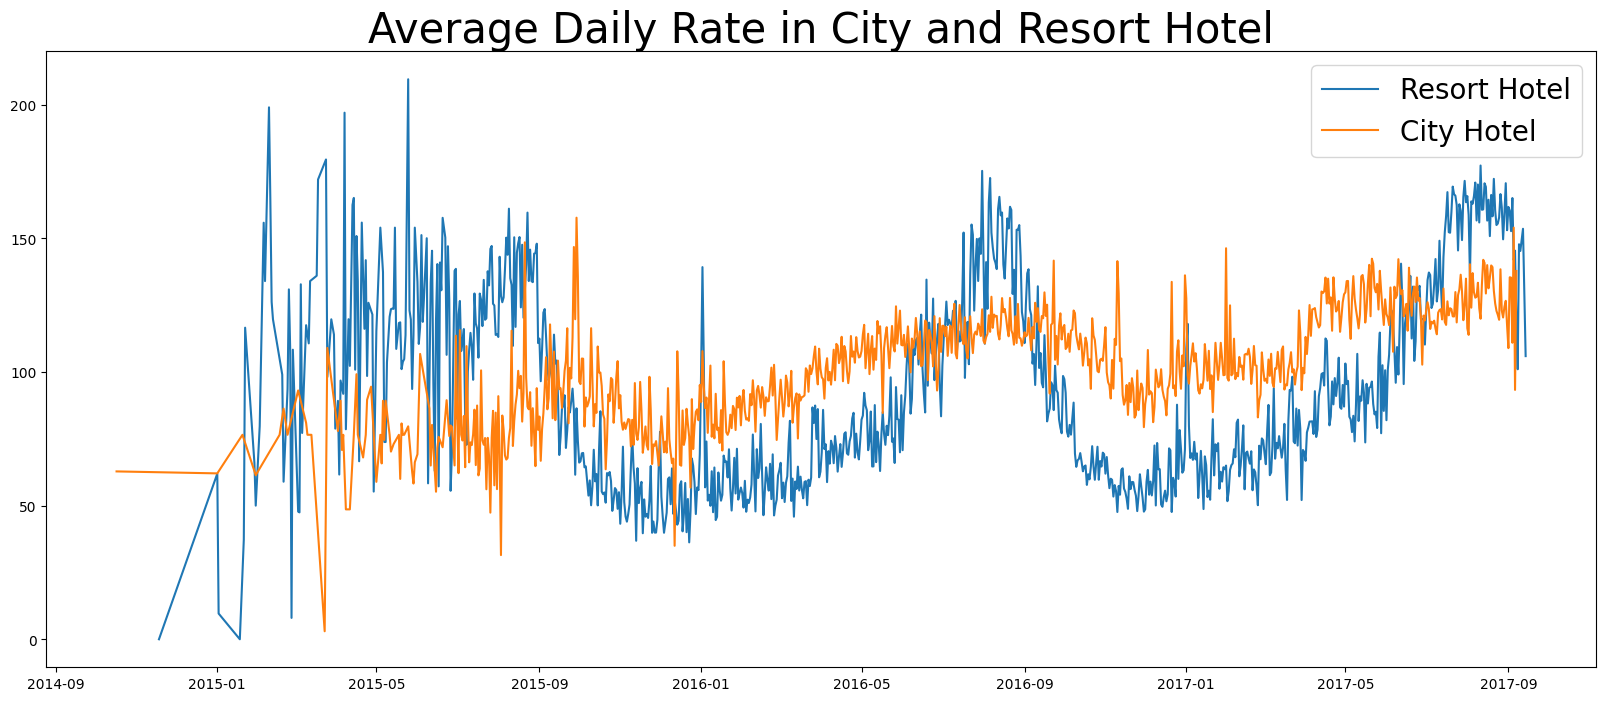 Average Daily Rate in City and Resort Hotel
Resort Hotel
City Hotel
200
150
100
50
0
2014-09 2015-01 2015-05 2015-09 2016-01 2016-05 2016-09 2017-01 2017-05 2017-09